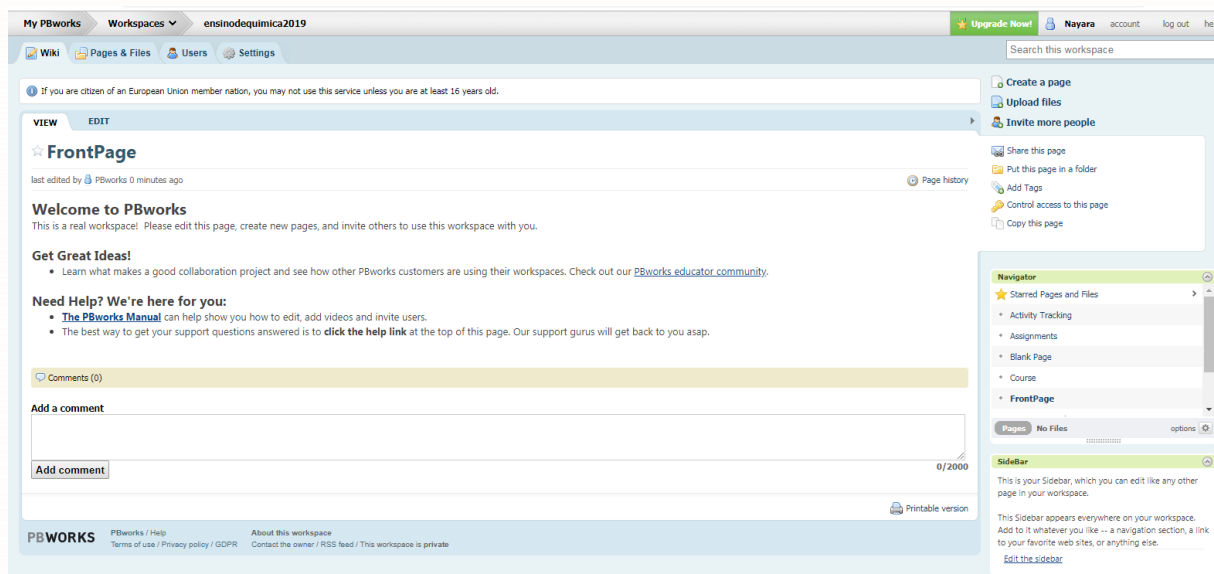 My PBworks Workspaces ensinodequimica2019 Upgrade Now! Nayara account log out he
Wiki Pages & Files Users Settings Search this workspace
If you are citizen of an European Union member nation, you may not use this service unless you are at least 16 years old.
VIEW EDIT
FrontPage
last edited by PBworks 0 minutes ago Page history
Welcome to PBworks
This is a real workspace! Please edit this page, create new pages, and invite others to use this workspace with you.
Get Great Ideas!
• Learn what makes a good collaboration project and see how other PBworks customers are using their workspaces. Check out our PBworks educator community.
Need Help? We're here for you:
• The PBworks Manual can help show you how to edit, add videos and invite users.
• The best way to get your support questions answered is to click the help link at the top of this page. Our support gurus will get back to you asap.
Comments (0)
Add a comment
Add comment
0/2000
Printable version
PBWORKS
PBworks / Help
Terms of use / Privacy policy / GDPR
About this workspace
Contact the owner / RSS feed / This workspace is private
Create a page
Upload files
Invite more people
Share this page
Put this page in a folder
Add Tags
Control access to this page
Copy this page
Navigator
Starred Pages and Files
Activity Tracking
Assignments
Blank Page
Course
FrontPage
Pages No Files options
SideBar
This is your Sidebar, which you can edit like any other
page in your workspace.
This Sidebar appears everywhere on your workspace.
Add to it whatever you like -- a navigation section, a link
to your favorite web sites, or anything else.
Edit the sidebar